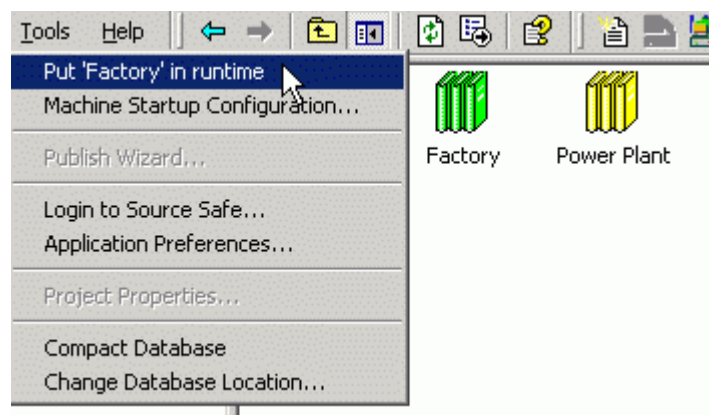 Tools Help
Put 'Factory' in runtime
Machine Startup Configuration...
Publish Wizard...
Login to Source Safe...
Application Preferences...
Project Properties...
Compact Database
Change Database Location...
Factory Power Plant